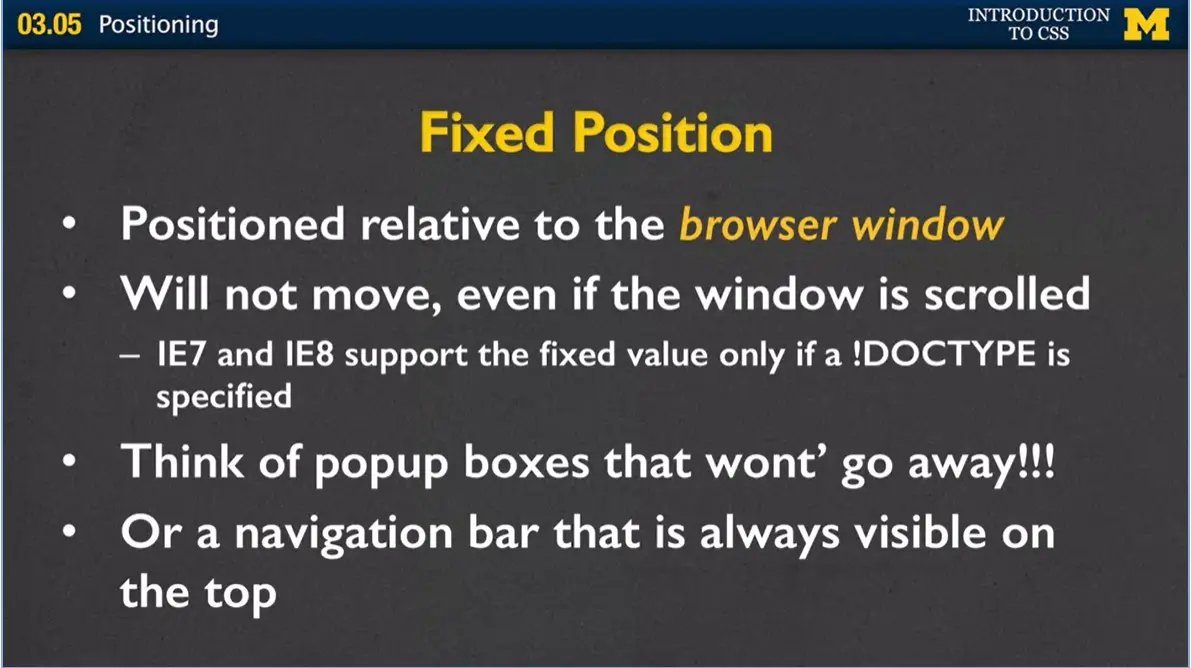 03.05 Positioning
INTRODUCTION
TO CSS
M
Fixed Position
• Positioned relative to the browser window
• Will not move, even if the window is scrolled
– IE7 and IE8 support the fixed value only if a !DOCTYPE is
specified
• Think of popup boxes that wont’ go away!!!
• Or a navigation bar that is always visible on
the top